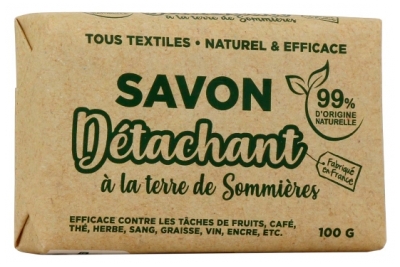 TOUS TEXTILES • NATUREL & EFFICACE
SAVON
Détachant
à la terre de Sommières
99%
D'ORIGINE
NATURELLE
Fabriqué
en France
EFFICACE CONTRE LES TÂCHES DE FRUITS, CAFÉ,
THÉ, HERBE, SANG, GRAISSE, VIN, ENCRE, ETC.
100 G